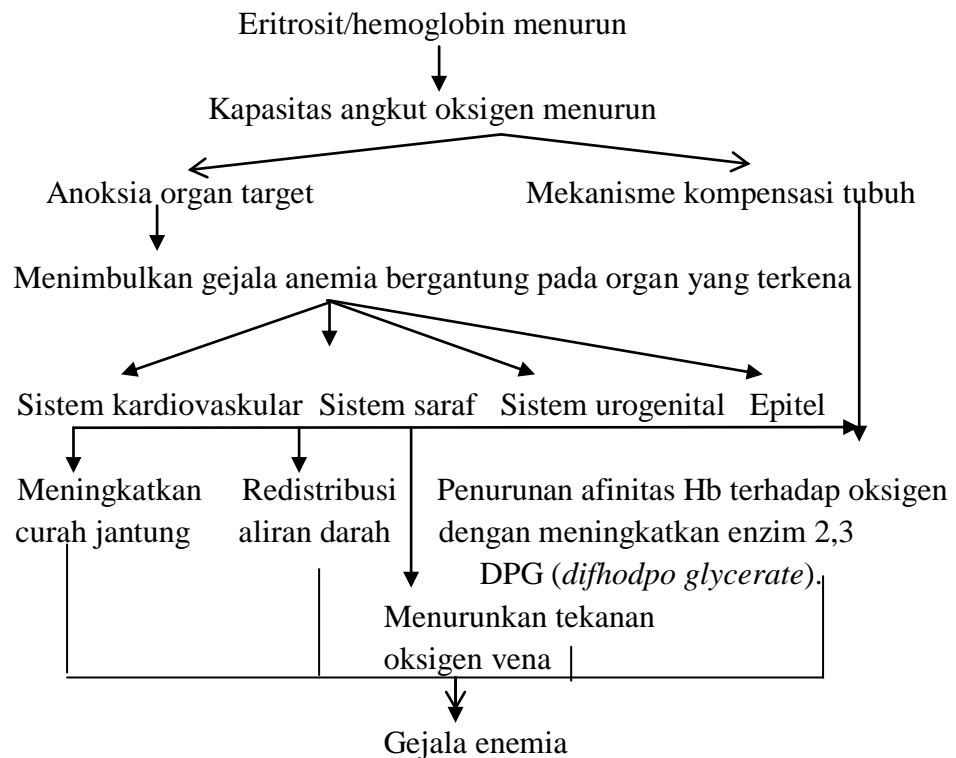 Eritrosit/hemoglobin menurun
Kapasitas angkut oksigen menurun
Anoksia organ target
Mekanisme kompensasi tubuh
Menimbulkan gejala anemia bergantung pada organ yang terkena
Sistem kardiovaskular
Sistem saraf
Sistem urogenital
Epitel
Meningkatkan
curah jantung
Redistribusi
aliran darah
Penurunan afinitas Hb terhadap oksigen
dengan meningkatkan enzim 2,3
DPG (difhodpo glycerate).
Menurunkan tekanan
oksigen vena
Gejala enemia